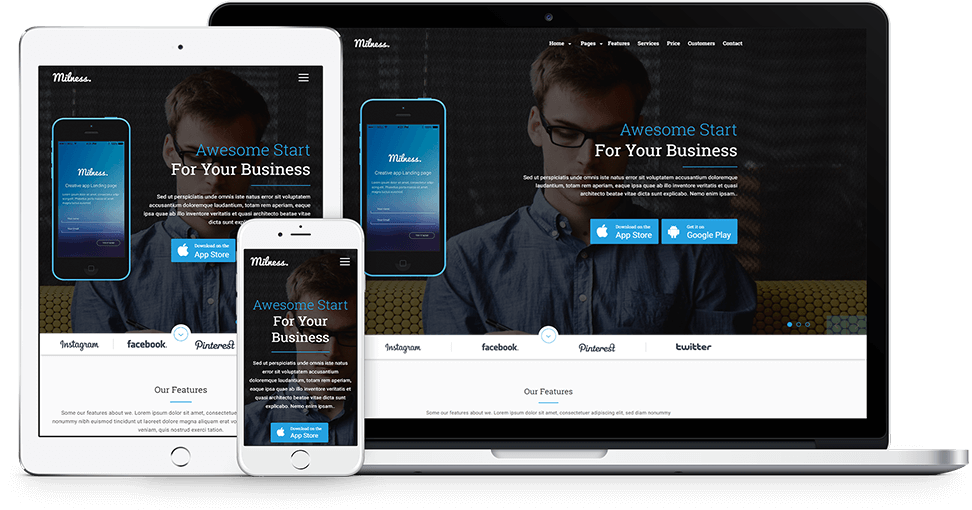 Milness.
Milness.
Creative app Landing page
Awesome Start
For Your Business
Sed ut perspiciatis unde omnis iste natus error sit voluptatem
accusantium doloremque laudantium,
totam rem aperiam, eaque
ipsa quae ab illo inventore veritatis et quasi architecto beatae vitae
dicta sunt explicabo. Nemo enim
Download on the
App Store
Instagram
facebook
Pinterest
Our Features
Some our features about we. Lorem ipsum dolor sit amet, consectetue
nibh euismod tincidunt ut laoreet dolore magna aliquam erat vo
veniam, quis nostrud exerci tation.
Milness.
Awesome Start
For Your
Business
Sed ut perspiciatis unde omnis iste natus
error sit voluptatem accusantium
doloremque laudantium, totam rem aperiam,
eaque ipsa quae ab illo inventore veritatis et
quasi architecto beatae vitae dicta sunt
explicabo. Nemo enim ipsam..
Download on the
App Store
Milness.
Home Pages Features Services Price Customers Contact
Milness.
Creative app Landing page
Awesome Start
For Your Business
Sed ut perspiciatis unde omnis iste natus error sit voluptatem accusantium doloremque
laudantium, totam rem aperiam, eaque ipsa quae ab illo inventore veritatis et quasi
architecto beatae vitae dicta sunt explicabo. Nemo enim ipsam..
Download on the
App Store
Get it on
Google Play
Instagram
facebook.
Pinterest
twitter
Our Features
Some our features about we. Lorem ipsum dolor sit amet, consectetuer adipiscing elit, sed diam nonummy